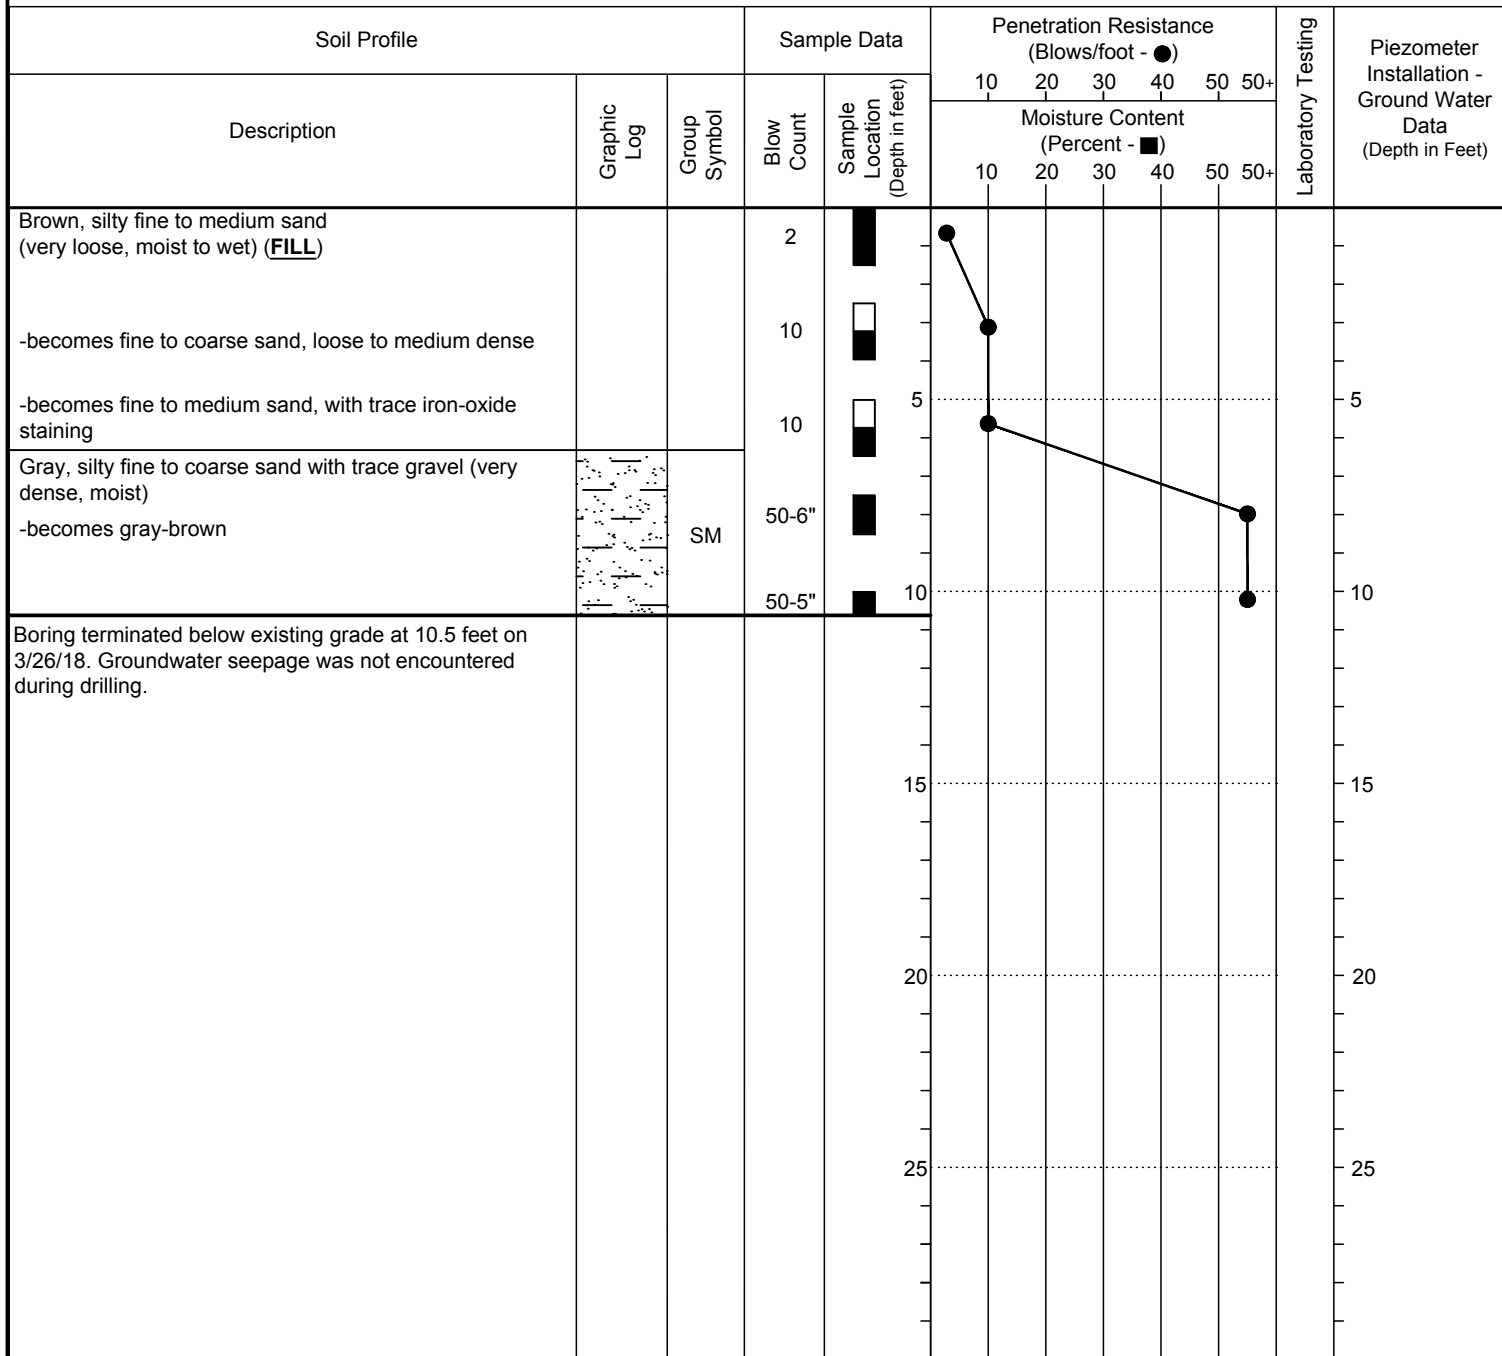 Soil Profile
Sample Data
Penetration Resistance
(Blows/foot - ●)
10 20 30 40 50 50+
Moisture Content
(Percent - ■)
10 20 30 40 50 50+
Laboratory Testing
Piezometer
Installation -
Ground Water
Data
(Depth in Feet)
Description
Graphic
Log
Group
Symbol
Blow
Count
Sample
Location
(Depth in feet)
Brown, silty fine to medium sand
(very loose, moist to wet) (FILL)
2
-becomes fine to coarse sand, loose to medium dense
10
-becomes fine to medium sand, with trace iron-oxide
staining
10
5
5
Gray, silty fine to coarse sand with trace gravel (very
dense, moist)
-becomes gray-brown
SM
50-6"
50-5"
10
10
Boring terminated below existing grade at 10.5 feet on
3/26/18. Groundwater seepage was not encountered
during drilling.
15
15
20
20
25
25